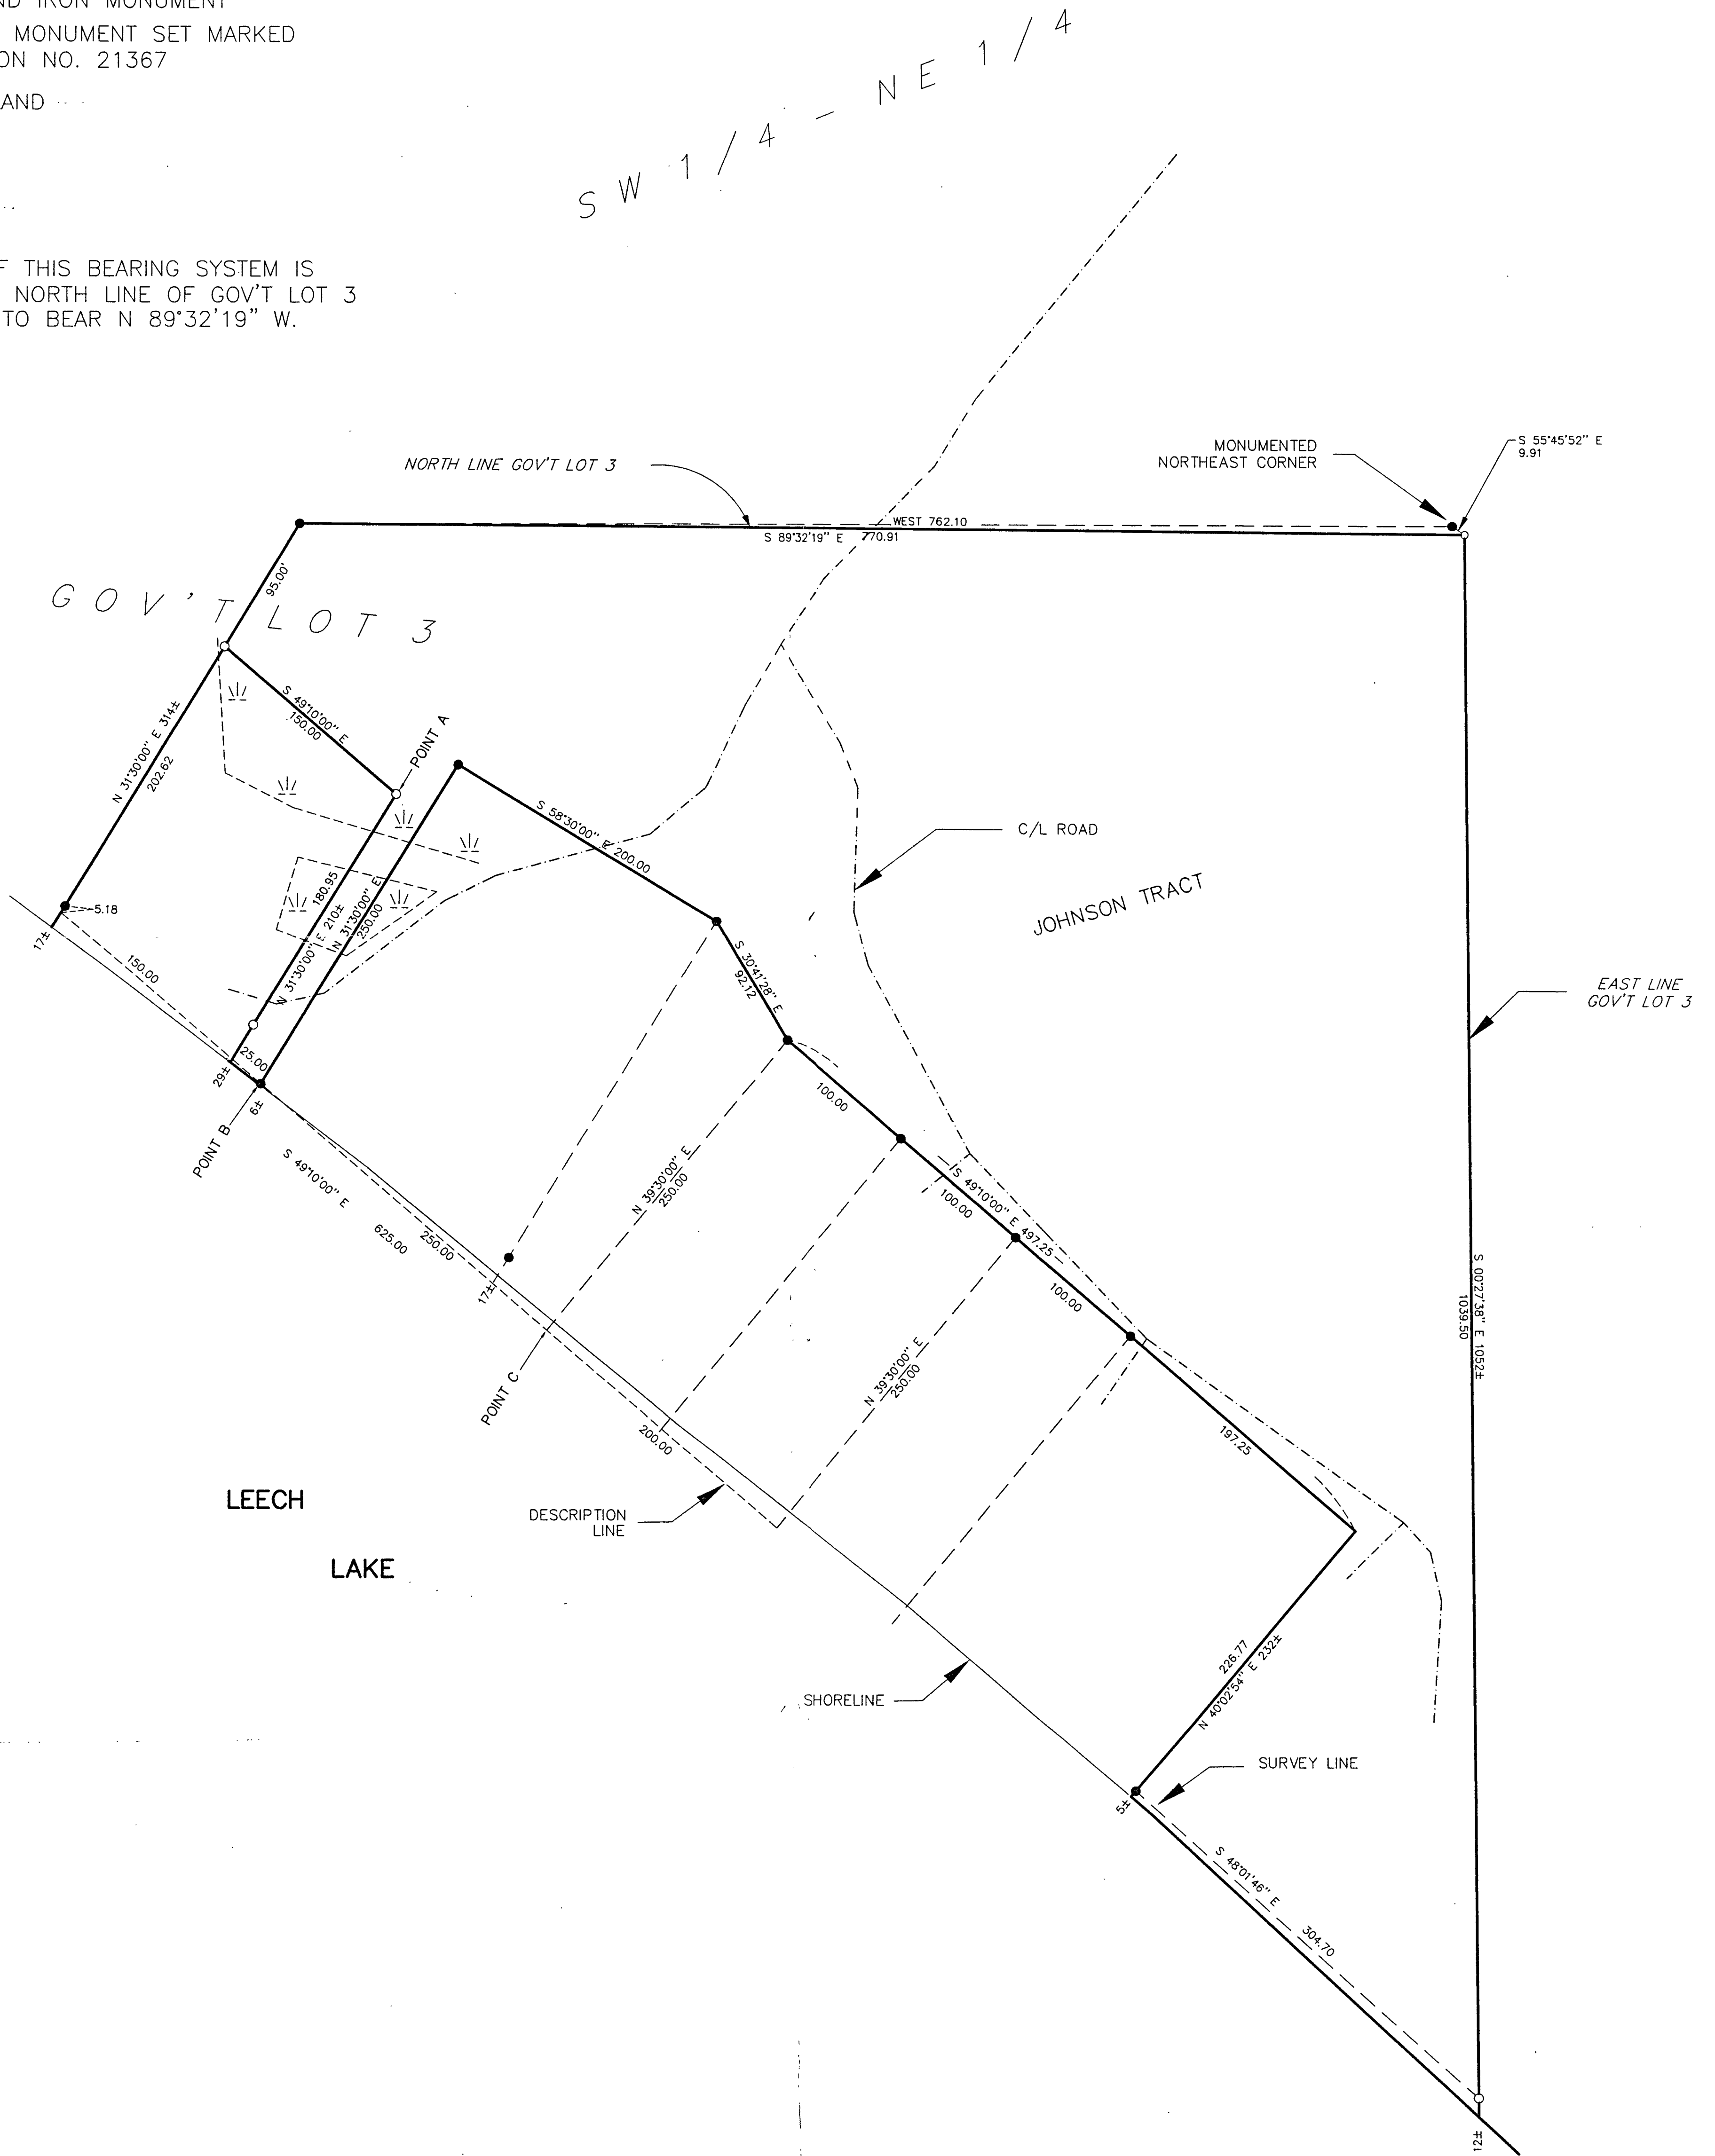 ND IRON MONUMENT
MONUMENT SET MARKED
ON NO. 21367
AND
F THIS BEARING SYSTEM IS
NORTH LINE OF GOV'T LOT 3
TO BEAR N 89°32'19" W.
SW 1/4 - NE 1/4
NORTH LINE GOV'T LOT 3
MONUMENTED
NORTHEAST CORNER
S 55°45'52" E
9.91
WEST 762.10
S 89°32'19" E 770.91
95.00'
GOV'T LOT 3
S 49°10'00" E
150.00
POINT A
N 31°30'00" E 314±
202.62
S 58°30'00" E 200.00
C/L ROAD
JOHNSON TRACT
5.18
17±
150.00
180.95
N 31°30'00" E 210±
N 31°30'00" E
250.00
S 30°41'28" E
92.12
EAST LINE
GOV'T LOT 3
25.00
29±
6±
POINT B
S 49°10'00" E
625.00
250.00
17±
N 39°30'00" E
250.00
100.00
S 49°10'00" E 497.25
100.00
100.00
POINT C
N 39°30'00" E
250.00
200.00
197.25
S 00°27'38" E 1052±
1039.50
LEECH
LAKE
DESCRIPTION
LINE
SHORELINE
226.77
N 40°02'54" E 232±
SURVEY LINE
5±
S 48°01'46" E
304.70
12±